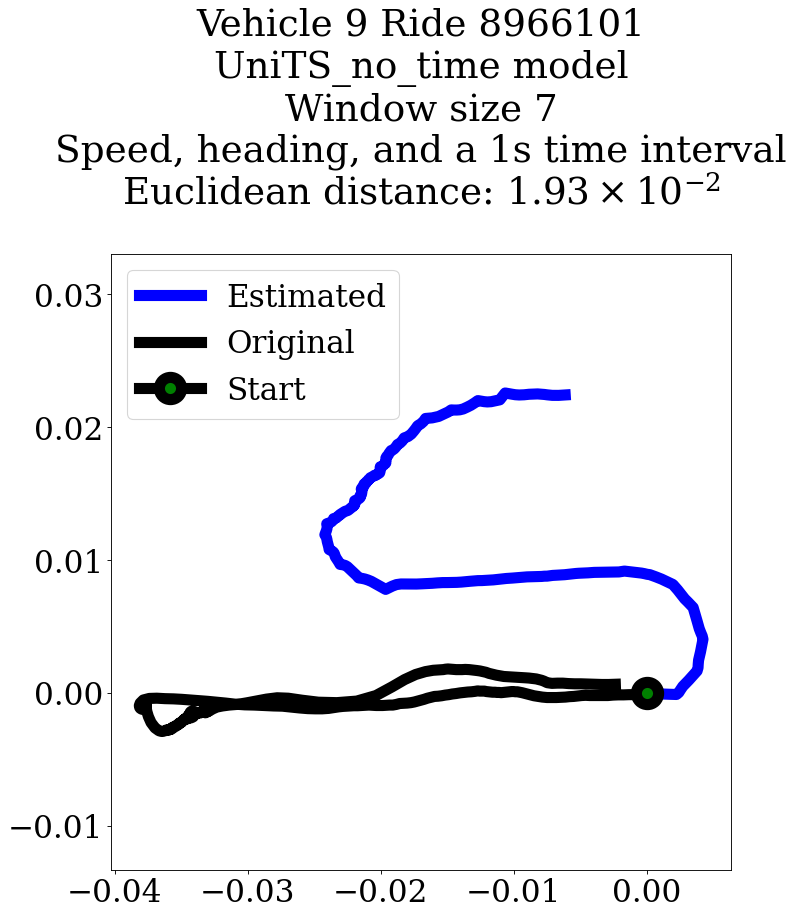 Vehicle 9 Ride 8966101
UniTS_no_time model
Window size 7
Speed, heading, and a 1s time interval
Euclidean distance: 1.93 × 10⁻²
Estimated
Original
Start
0.03
0.02
0.01
0.00
−0.01
−0.04
−0.03
−0.02
−0.01
0.00